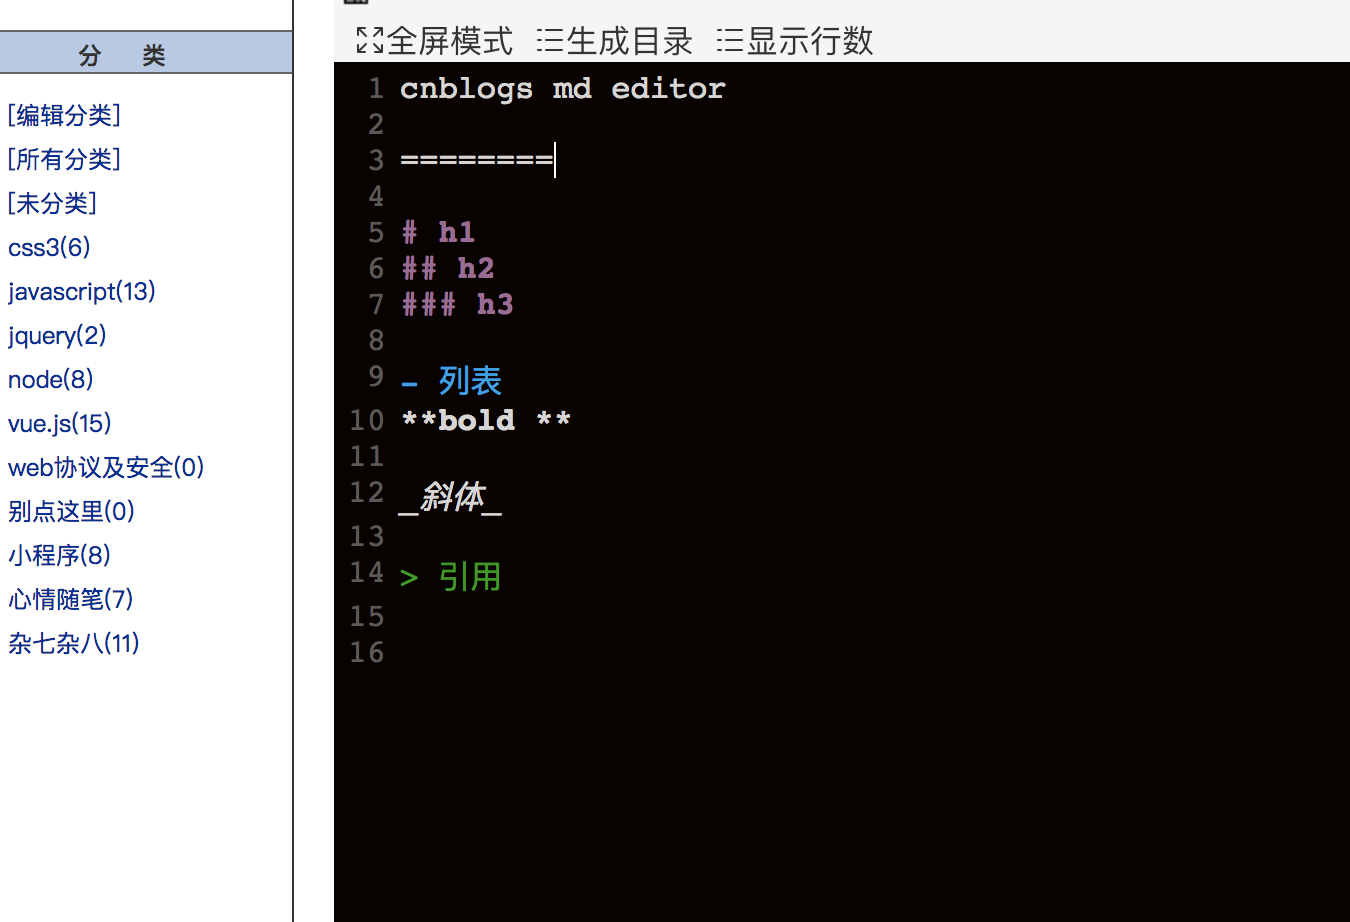 分 类
[编辑分类]
[所有分类]
[未分类]
css3(6)
javascript(13)
jquery(2)
node(8)
vue.js(15)
web协议及安全(0)
别点这里(0)
小程序(8)
心情随笔(7)
杂七杂八(11)
全屏模式 生成目录 显示行数
1 cnblogs md editor
2
3 ========
4
5 # h1
6 ## h2
7 ### h3
8
9 - 列表
10 **bold **
11
12 _斜体_
13
14 > 引用
15
16